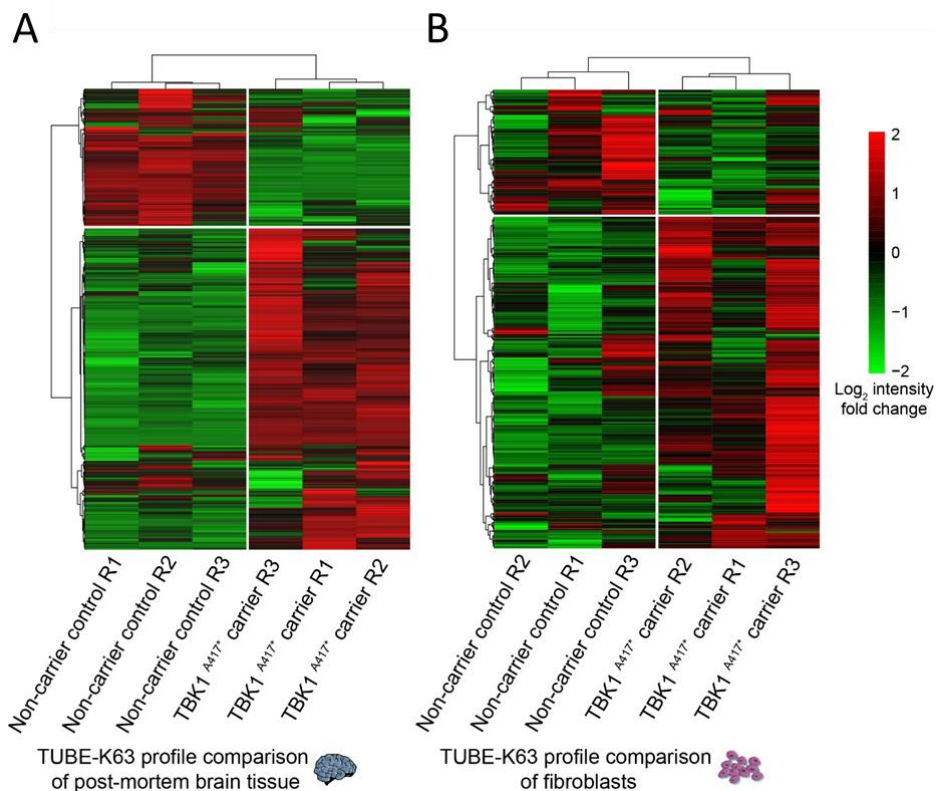 A
B
2
1
0
−1
−2
Log2 intensity
fold change
Non-carrier control R1
Non-carrier control R2
Non-carrier control R3
TBK1 A417* carrier R3
TBK1 A417* carrier R1
TBK1 A417* carrier R2
Non-carrier control R2
Non-carrier control R1
Non-carrier control R3
TBK1 A417* carrier R2
TBK1 A417* carrier R1
TBK1 A417* carrier R3
TUBE-K63 profile comparison
of post-mortem brain tissue
TUBE-K63 profile comparison
of fibroblasts